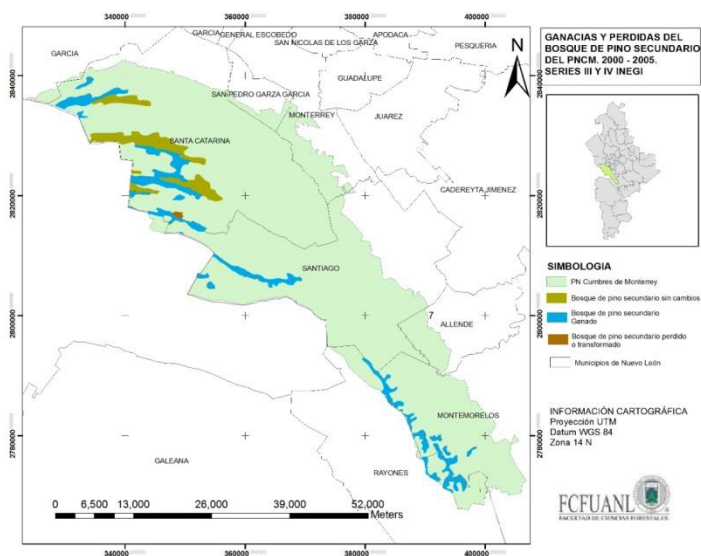 340000 360000 380000 400000
GANACIAS Y PERDIDAS DEL
BOSQUE DE PINO SECUNDARIO
DEL PNCM. 2000 - 2005.
SERIES III Y IV INEGI
GARCIA
GARCIA
GENERAL ESCOBEDO
APODACA
SAN NICOLAS DE LOS GARZA
PESQUERIA
N
GUADALUPE
SAN PEDRO GARZA GARCIA
MONTERREY
JUAREZ
SANTA CATARINA
CADEREYTA JIMENEZ
SANTIAGO
7
ALLENDE
MONTEMORELOS
RAYONES
GALEANA
2840000
2820000
2800000
2780000
2840000
2820000
2800000
2780000
0 6,500 13,000 26,000 39,000 52,000
Meters
340000 360000 380000 400000
SIMBOLOGIA
PN Cumbres de Monterrey
Bosque de pino secundario sin cambios
Bosque de pino secundario
Ganado
Bosque de pino secundario perdido
o transformado
Municipios de Nuevo León
INFORMACIÓN CARTOGRÁFICA
Proyección UTM
Datum WGS 84
Zona 14 N
FCFUANL
FACULTAD DE CIENCIAS FORESTALES